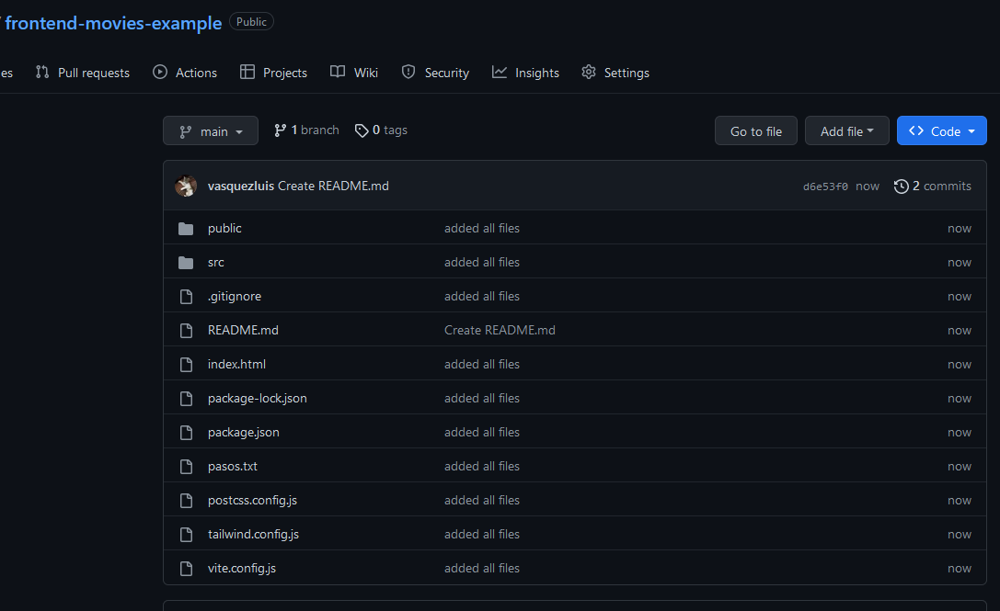 / frontend-movies-example Public
es Pull requests Actions Projects Wiki Security Insights Settings
main 1 branch 0 tags Go to file Add file Code
vasquezluis Create README.md d6e53f0 now 2 commits
public added all files now
src added all files now
.gitignore added all files now
README.md Create README.md now
index.html added all files now
package-lock.json added all files now
package.json added all files now
pasos.txt added all files now
postcss.config.js added all files now
tailwind.config.js added all files now
vite.config.js added all files now